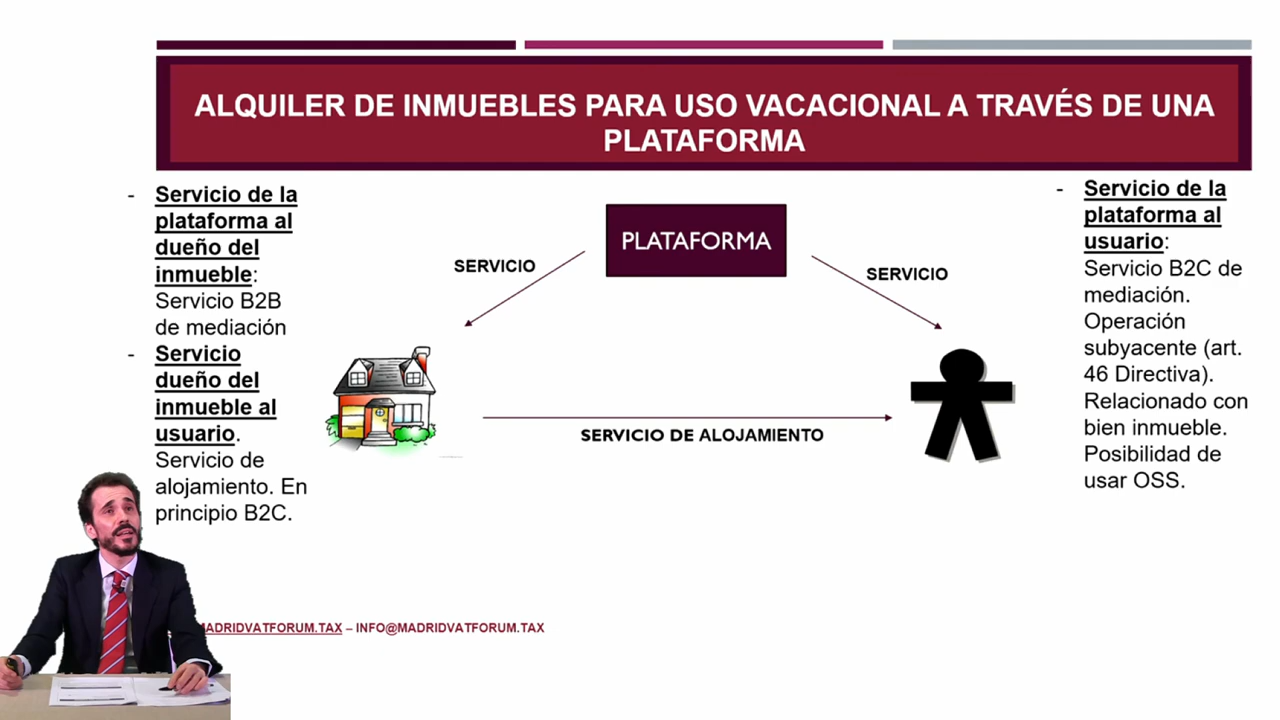 ALQUILER DE INMUEBLES PARA USO VACACIONAL A TRAVÉS DE UNA
PLATAFORMA
- Servicio de la
plataforma al
dueño del
inmueble:
Servicio B2B
de mediación
- Servicio
dueño del
inmueble al
usuario.
Servicio de
alojamiento. En
principio B2C.
PLATAFORMA
SERVICIO
SERVICIO
SERVICIO DE ALOJAMIENTO
- Servicio de la
plataforma al
usuario:
Servicio B2C de
mediación.
Operación
subyacente (art.
46 Directiva).
Relacionado con
bien inmueble.
Posibilidad de
usar OSS.
MADRIDVATFORUM.TAX – INFO@MADRIDVATFORUM.TAX